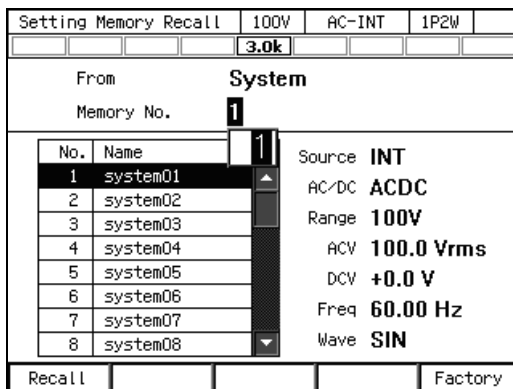 Setting Memory Recall 100V AC-INT 1P2W
3.0k
From System
Memory No. 1
1
No. Name
1 system01
2 system02
3 system03
4 system04
5 system05
6 system06
7 system07
8 system08
Source INT
AC/DC ACDC
Range 100V
ACV 100.0 Vrms
DCV +0.0 V
Freq 60.00 Hz
Wave SIN
Recall Factory